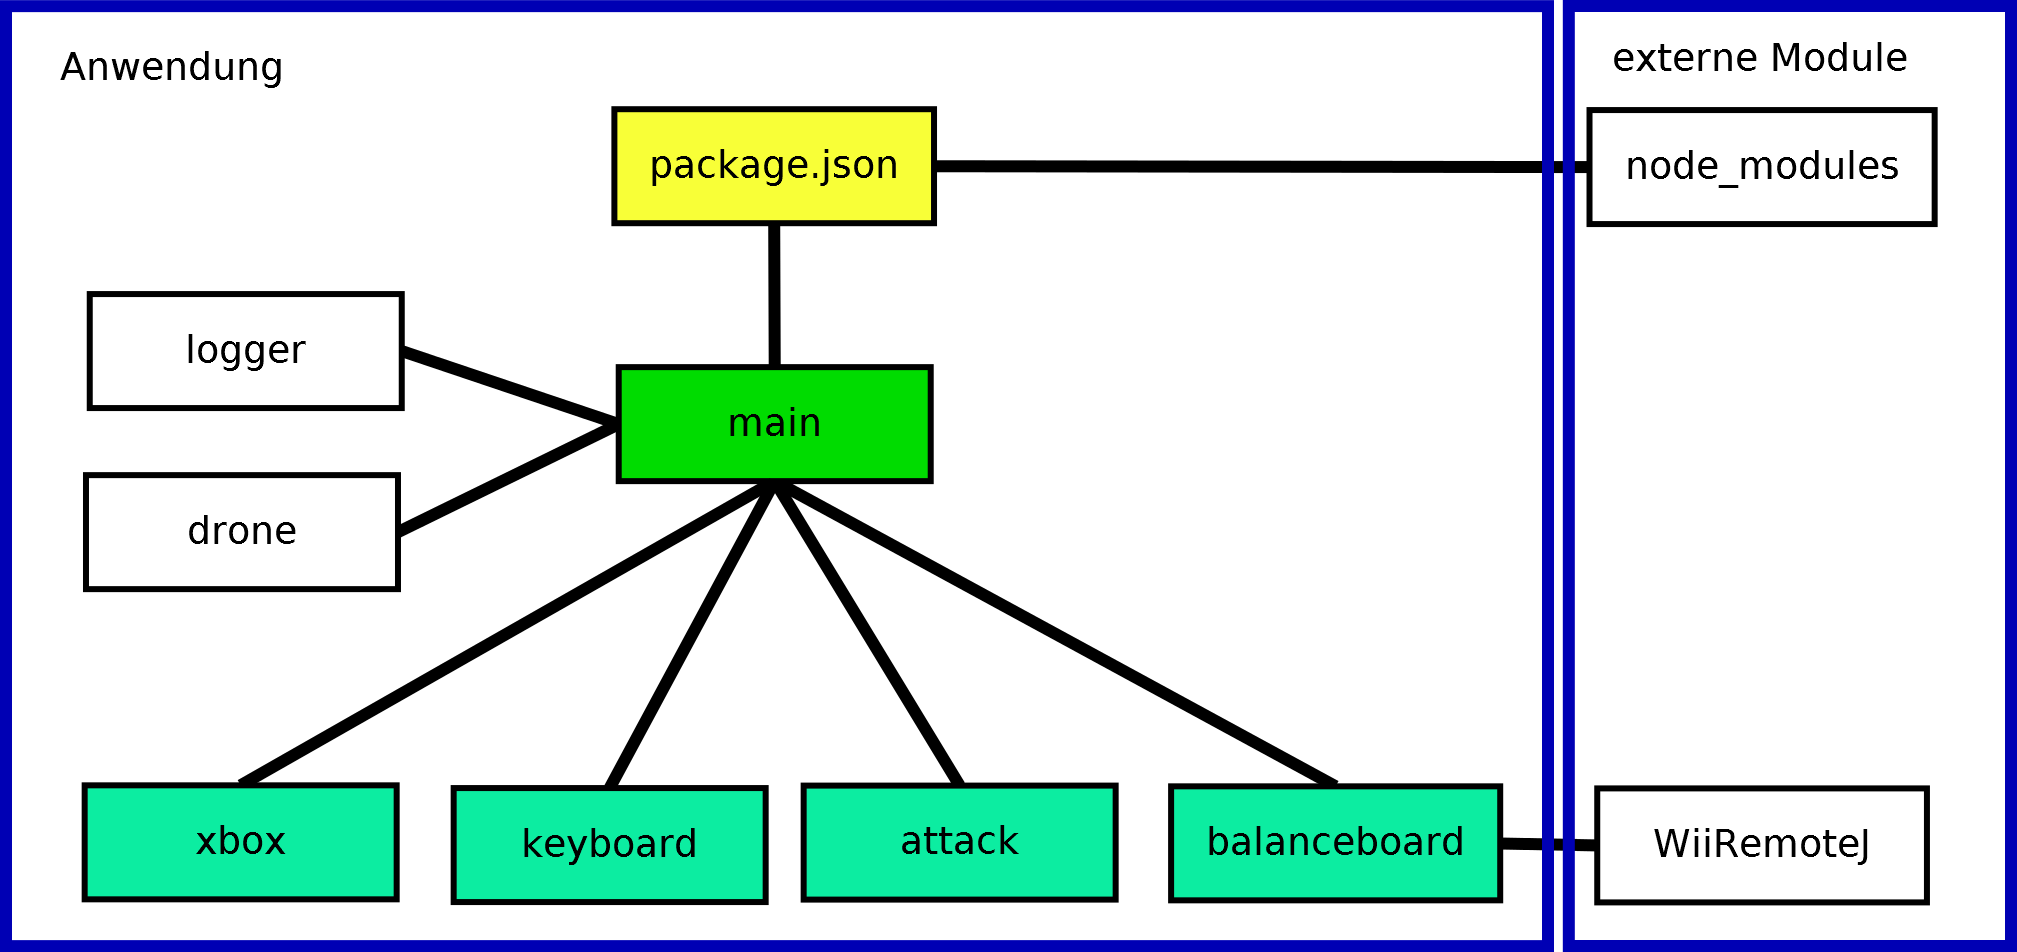 Anwendung
externe Module
package.json
node_modules
logger
main
drone
xbox
keyboard
attack
balanceboard
WiiRemoteJ